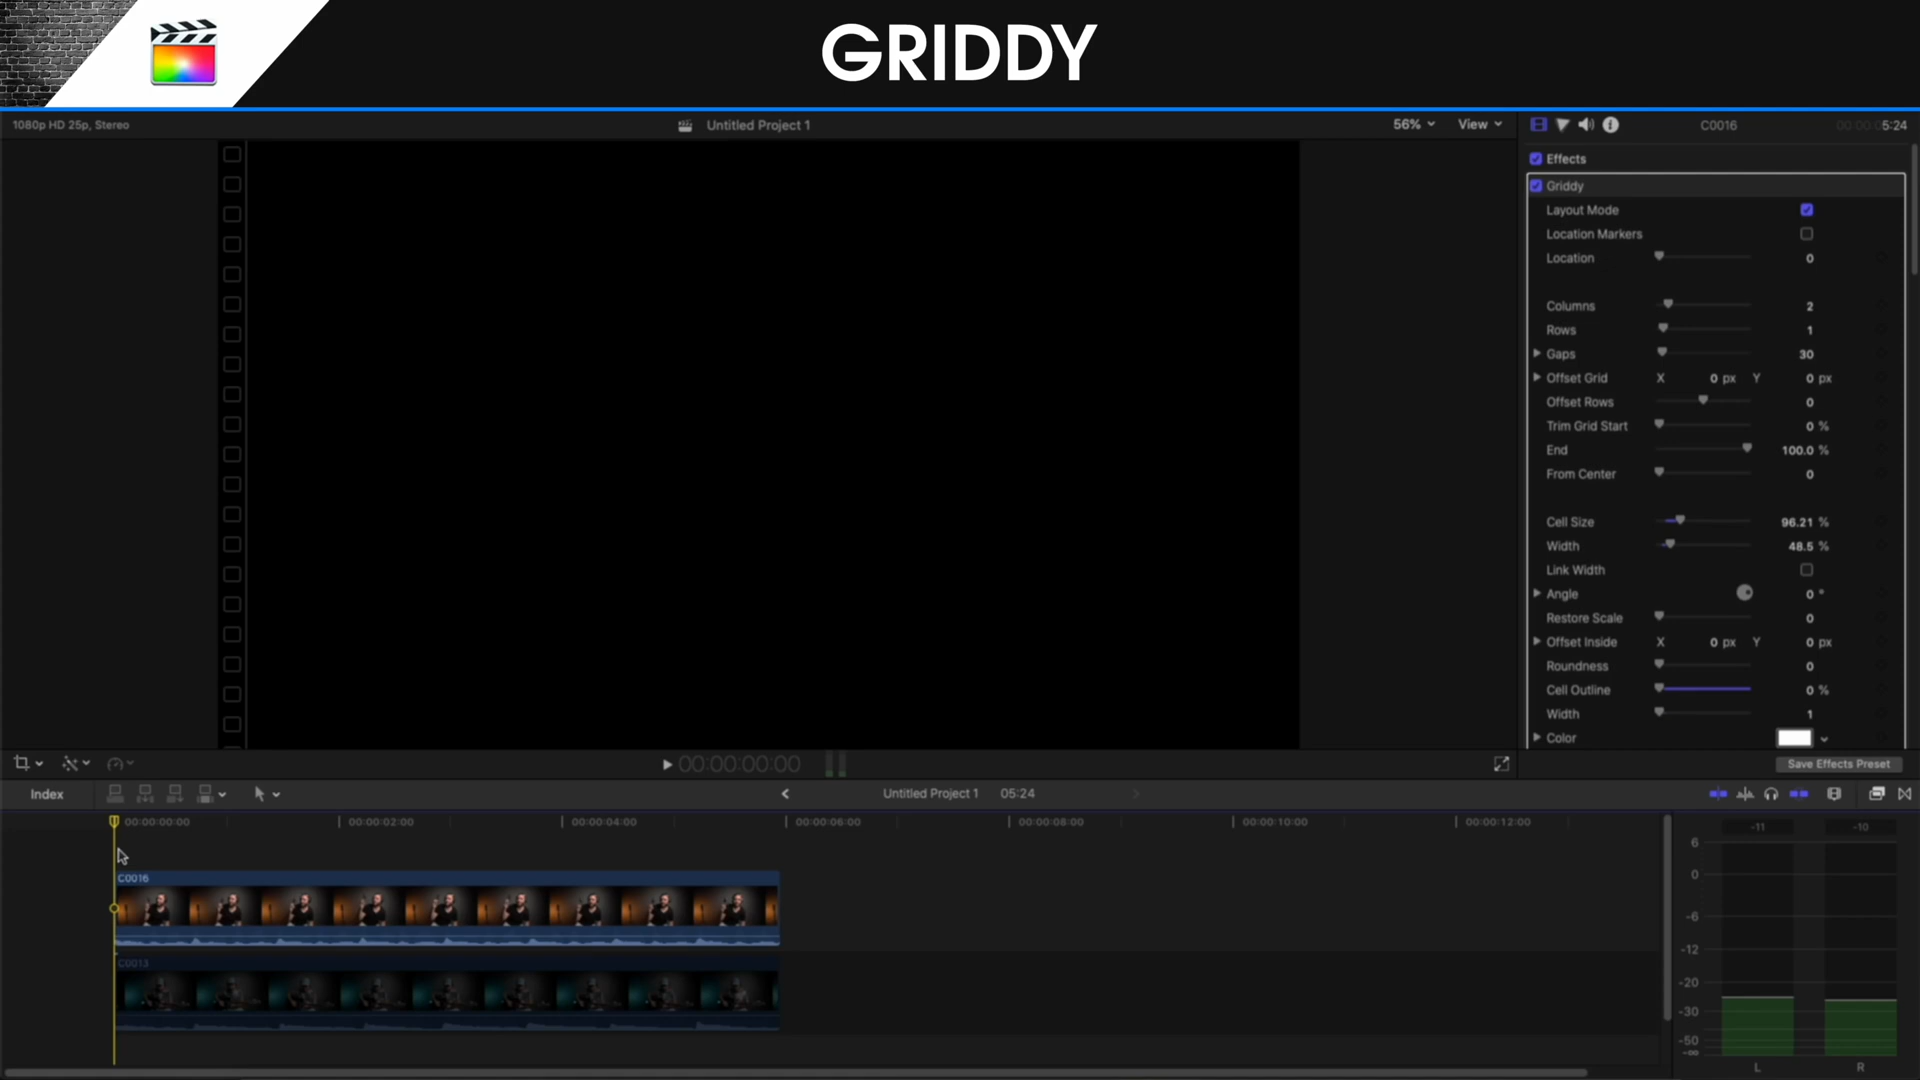 GRIDDY
1080p HD 25p, Stereo
Untitled Project 1
56%
View
C0016
00:00:05:24
Effects
Griddy
Layout Mode
Location Markers
Location 0
Columns 2
Rows 1
Gaps 30
Offset Grid X 0 px Y 0 px
Offset Rows 0
Trim Grid Start 0 %
End 100.0 %
From Center 0
Cell Size 96.21 %
Width 48.5 %
Link Width
Angle 0 °
Restore Scale 0
Offset Inside X 0 px Y 0 px
Roundness 0
Cell Outline 0 %
Width 1
Color
00:00:00:00
Save Effects Preset
Index
Untitled Project 1 05:24
00:00:00:00 00:00:02:00 00:00:04:00 00:00:06:00 00:00:08:00 00:00:10:00 00:00:12:00
C0016
C0013
-11 -10
6
0
-6
-12
-20
-30
-50
-∞
L R